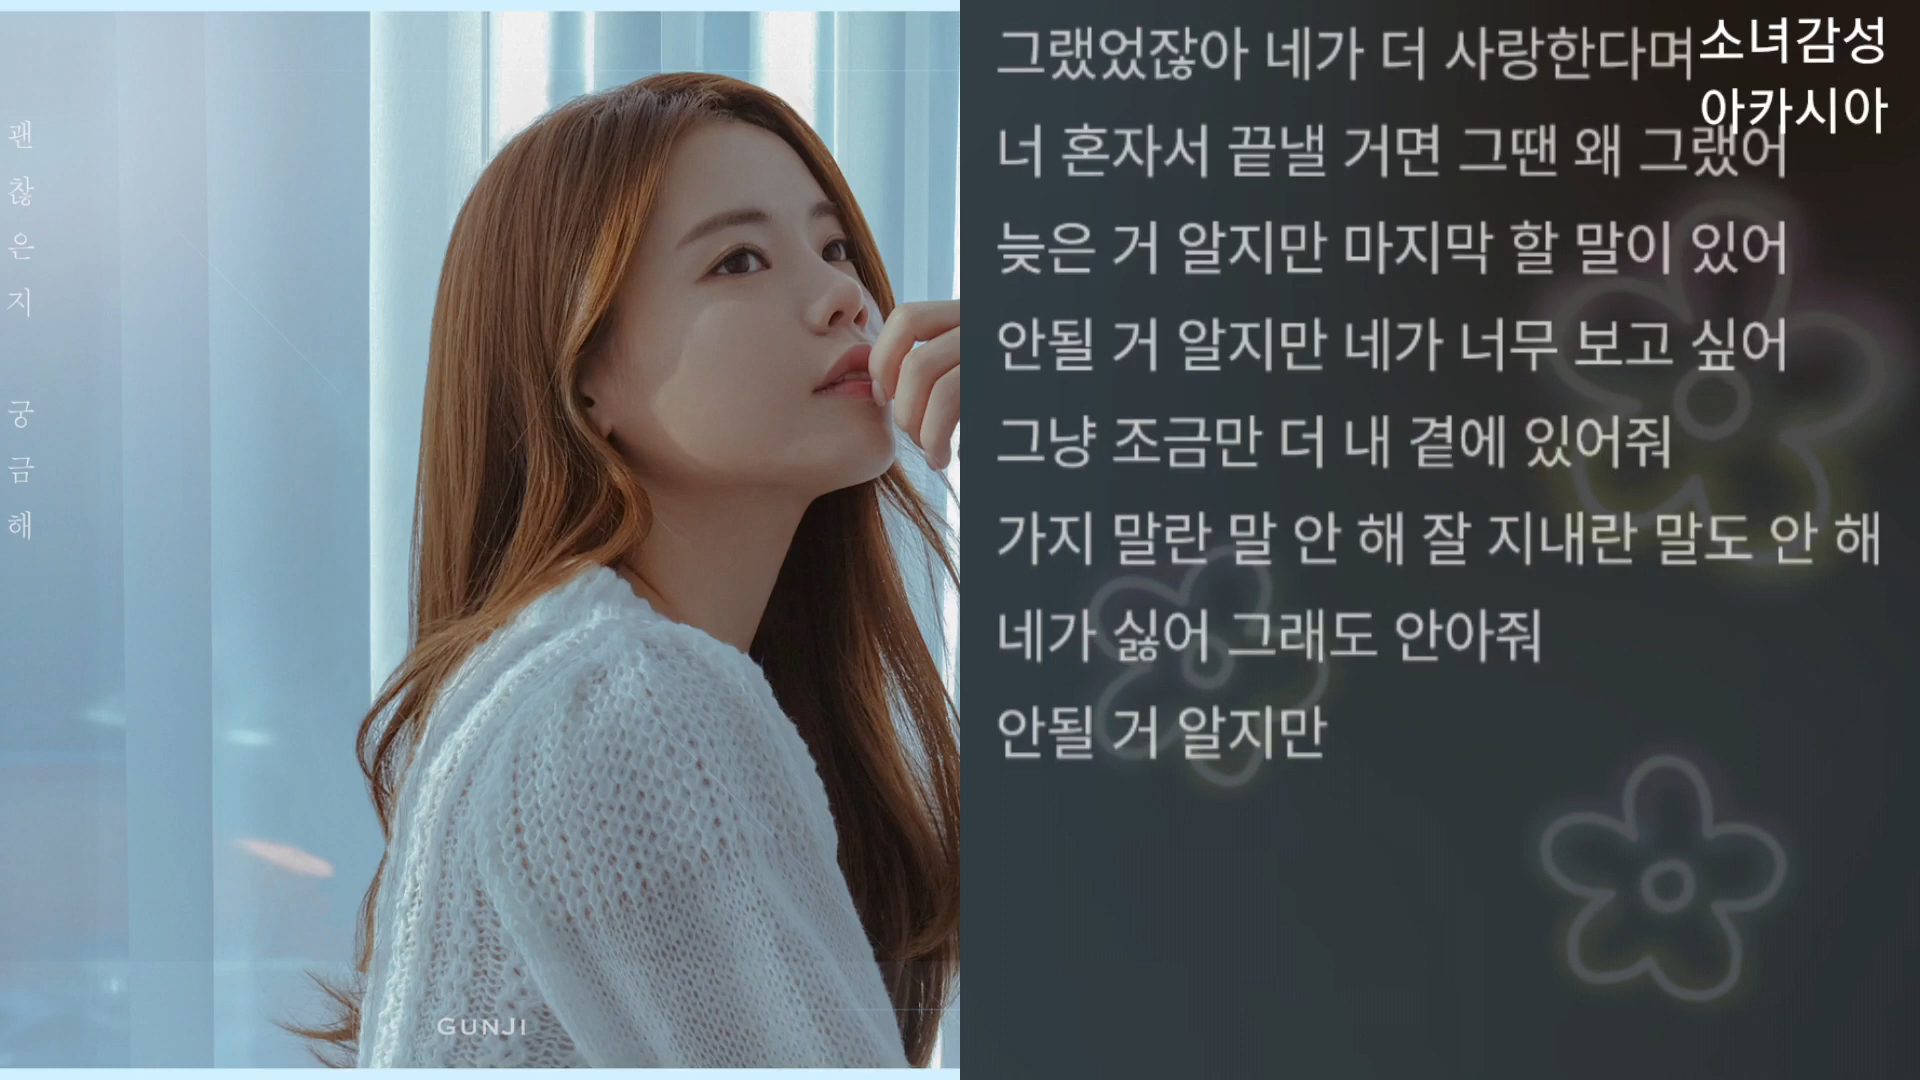 괜찮은지 궁금해
GUNJI
소녀감성
아카시아
그랬었잖아 네가 더 사랑한다며
너 혼자서 끝낼 거면 그땐 왜 그랬어
늦은 거 알지만 마지막 할 말이 있어
안될 거 알지만 네가 너무 보고 싶어
그냥 조금만 더 내 곁에 있어줘
가지 말란 말 안 해 잘 지내란 말도 안 해
네가 싫어 그래도 안아줘
안될 거 알지만